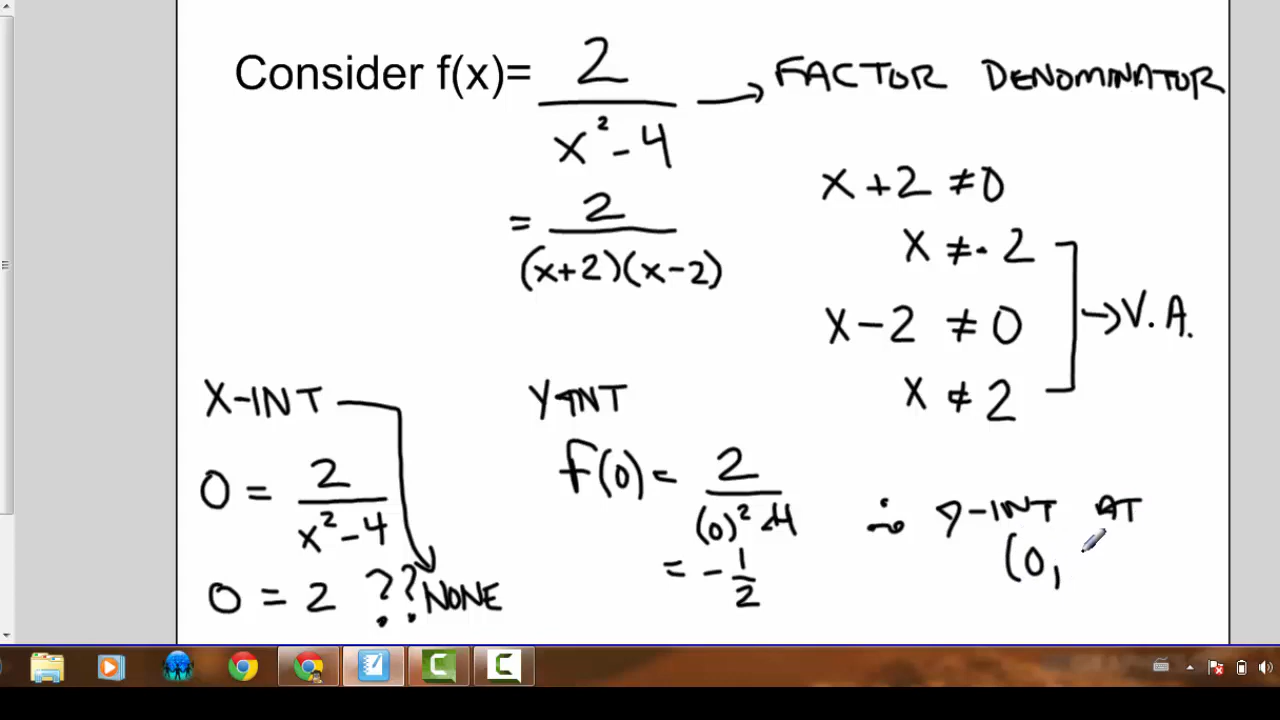 Consider f(x)= 2/(x² - 4) → FACTOR DENOMINATOR
= 2/((x+2)(x-2))
x + 2 ≠ 0
x ≠ - 2
x - 2 ≠ 0
x ≠ 2
→ V. A.
X-INT
0 = 2/(x² - 4)
0 = 2 ?? NONE
Y-INT
f(0) = 2/((0)² - 4)
= - 1/2
∴ Y-INT AT
(0,